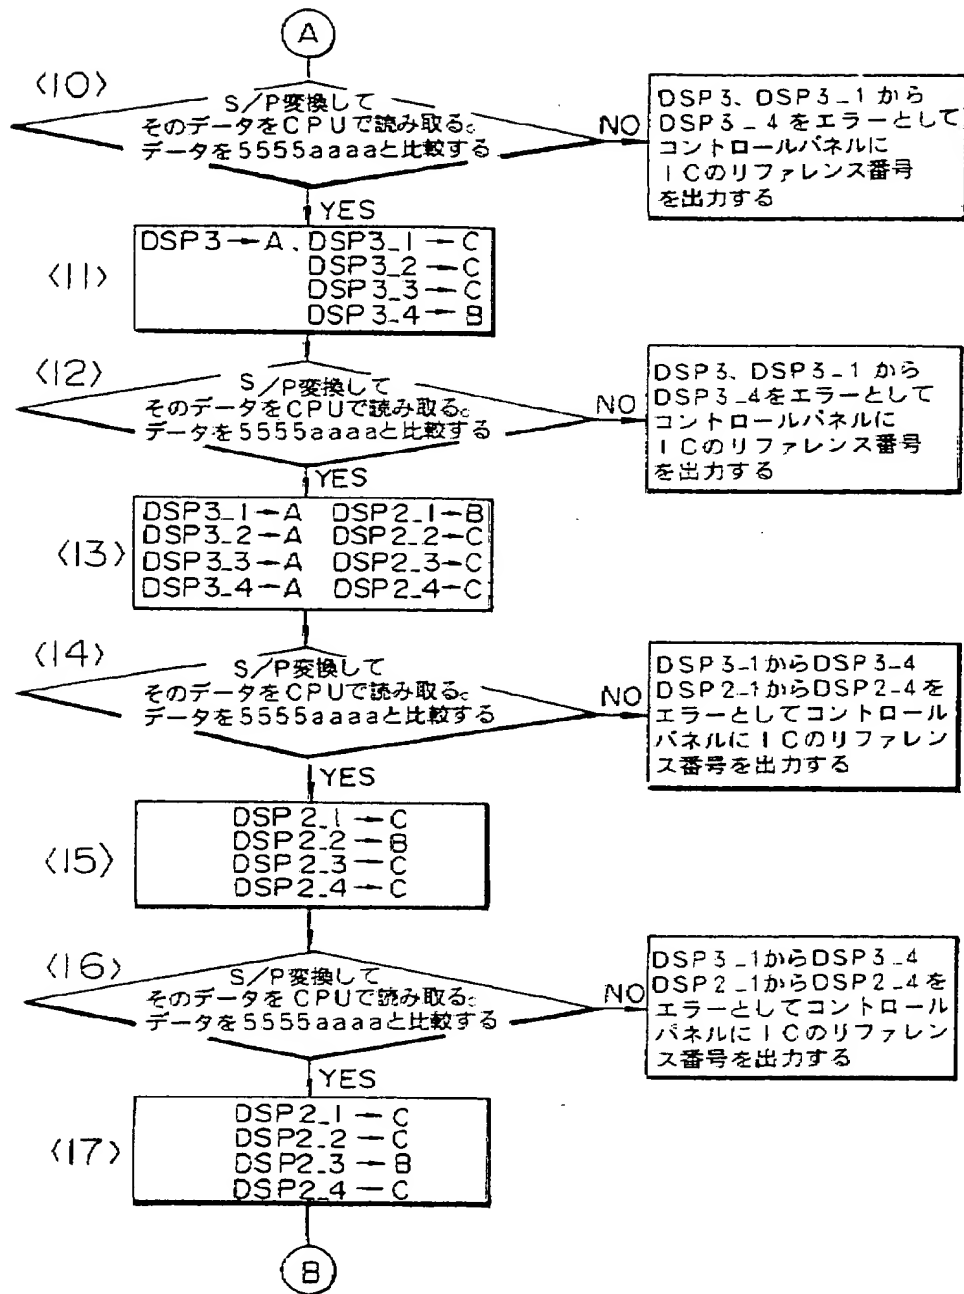 A
〈10〉
S/P変換して
そのデータをCPUで読み取る。
データを5555aaaaと比較する
NO
DSP3、DSP3_1から
DSP3_4をエラーとして
コントロールパネルに
ICのリファレンス番号
を出力する
YES
〈11〉
DSP3→A、DSP3_1→C
DSP3_2→C
DSP3_3→C
DSP3_4→B
〈12〉
S/P変換して
そのデータをCPUで読み取る。
データを5555aaaaと比較する
NO
DSP3、DSP3_1から
DSP3_4をエラーとして
コントロールパネルに
ICのリファレンス番号
を出力する
YES
〈13〉
DSP3_1→A DSP2_1→B
DSP3_2→A DSP2_2→C
DSP3_3→A DSP2_3→C
DSP3_4→A DSP2_4→C
〈14〉
S/P変換して
そのデータをCPUで読み取る。
データを5555aaaaと比較する
NO
DSP3_1からDSP3_4
DSP2_1からDSP2_4を
エラーとしてコントロール
パネルにICのリファレン
ス番号を出力する
YES
〈15〉
DSP2_1→C
DSP2_2→B
DSP2_3→C
DSP2_4→C
〈16〉
S/P変換して
そのデータをCPUで読み取る。
データを5555aaaaと比較する
NO
DSP3_1からDSP3_4
DSP2_1からDSP2_4を
エラーとしてコントロール
パネルにICのリファレン
ス番号を出力する
YES
〈17〉
DSP2_1→C
DSP2_2→C
DSP2_3→B
DSP2_4→C
B